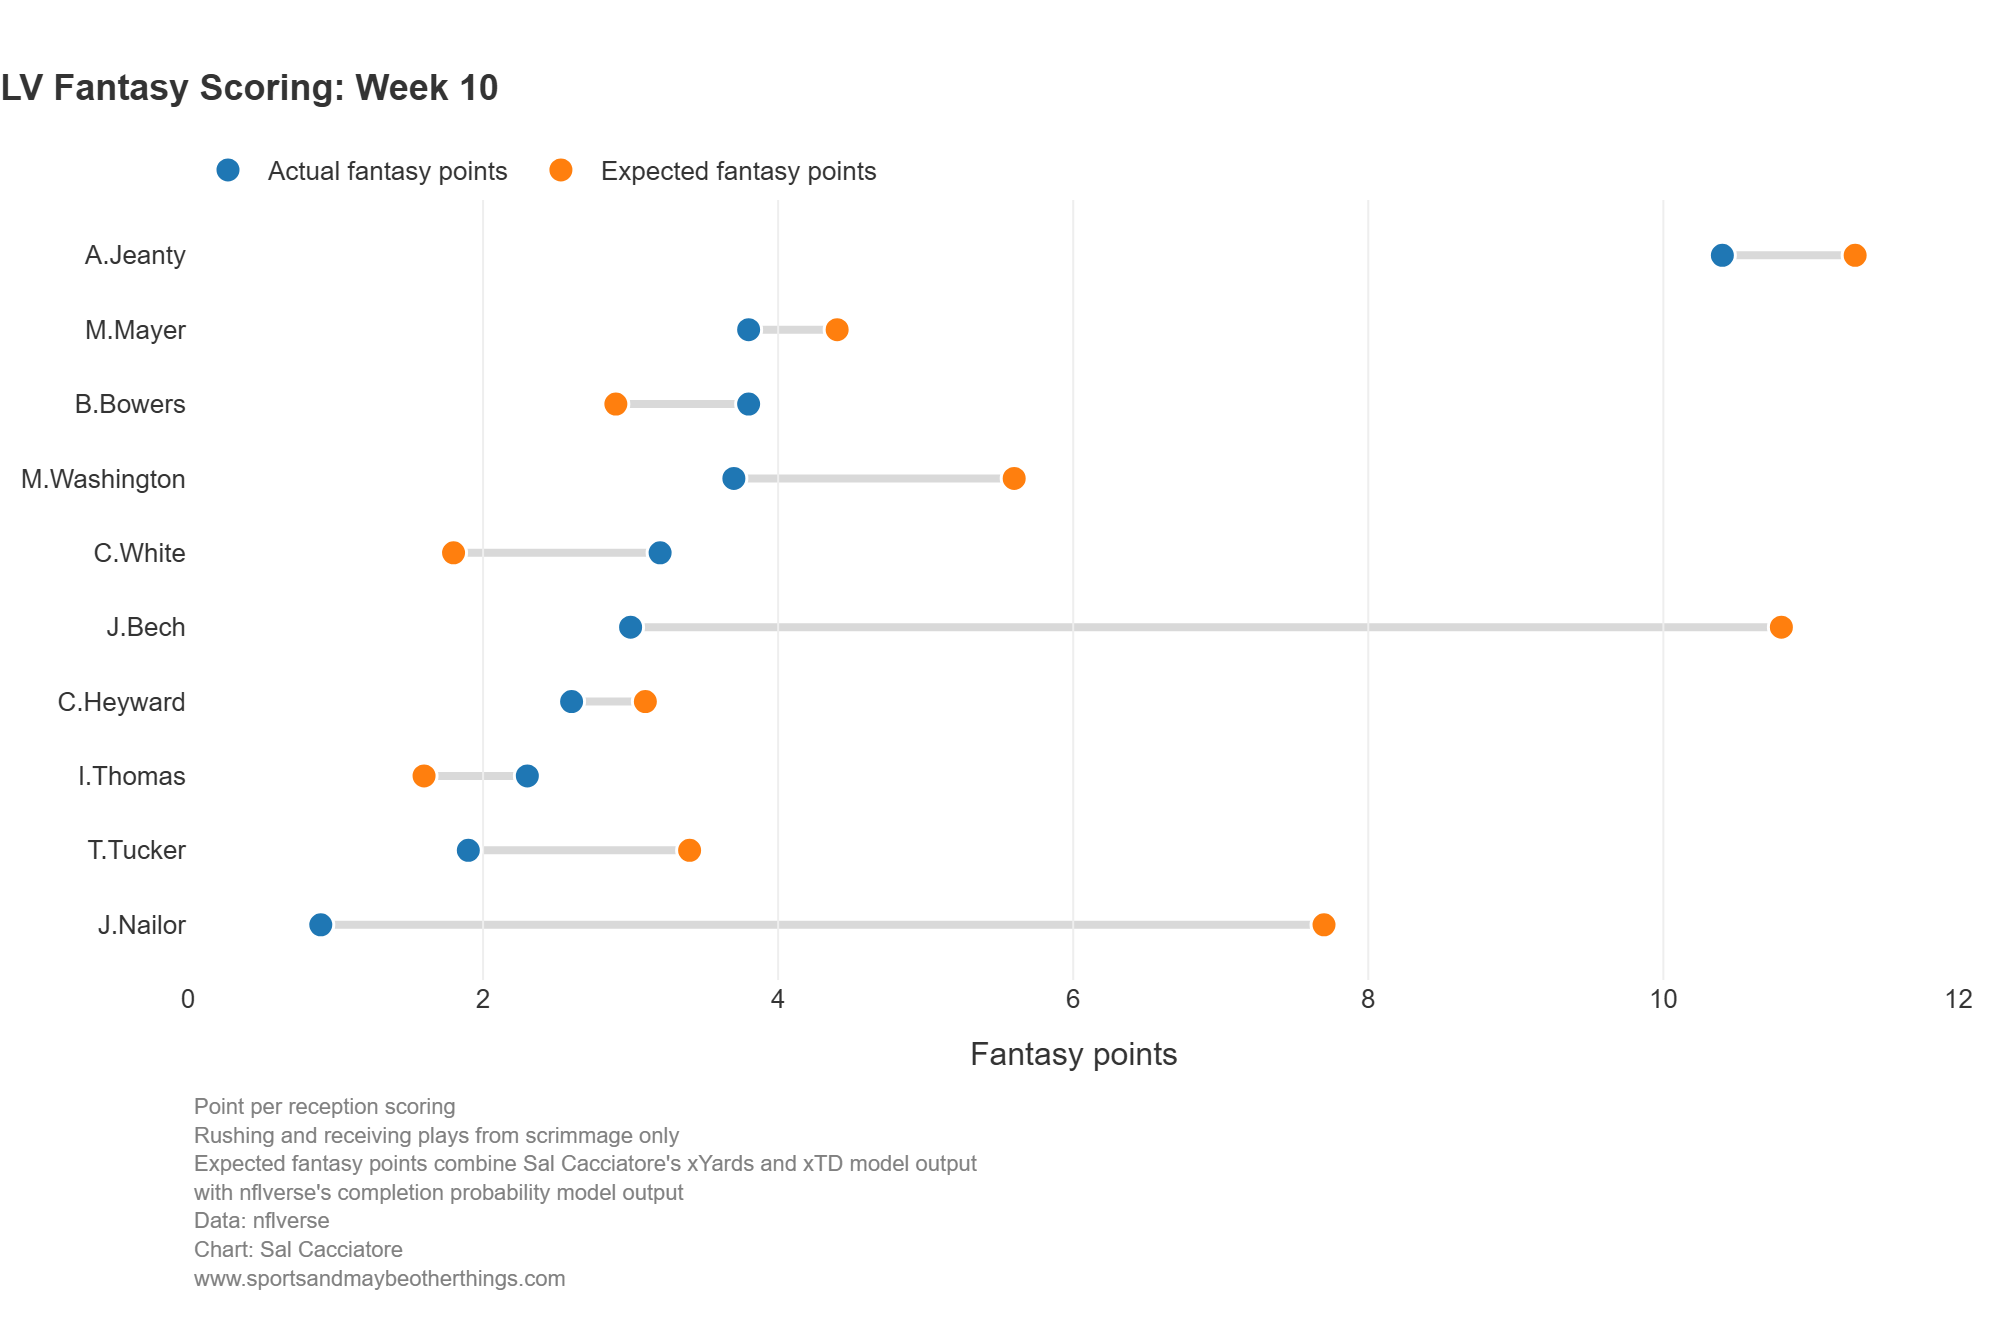 LV Fantasy Scoring: Week 10
Actual fantasy points
Expected fantasy points
A.Jeanty
M.Mayer
B.Bowers
M.Washington
C.White
J.Bech
C.Heyward
I.Thomas
T.Tucker
J.Nailor
0 2 4 6 8 10 12
Fantasy points
Point per reception scoring
Rushing and receiving plays from scrimmage only
Expected fantasy points combine Sal Cacciatore's xYards and xTD model output
with nflverse's completion probability model output
Data: nflverse
Chart: Sal Cacciatore
www.sportsandmaybeotherthings.com